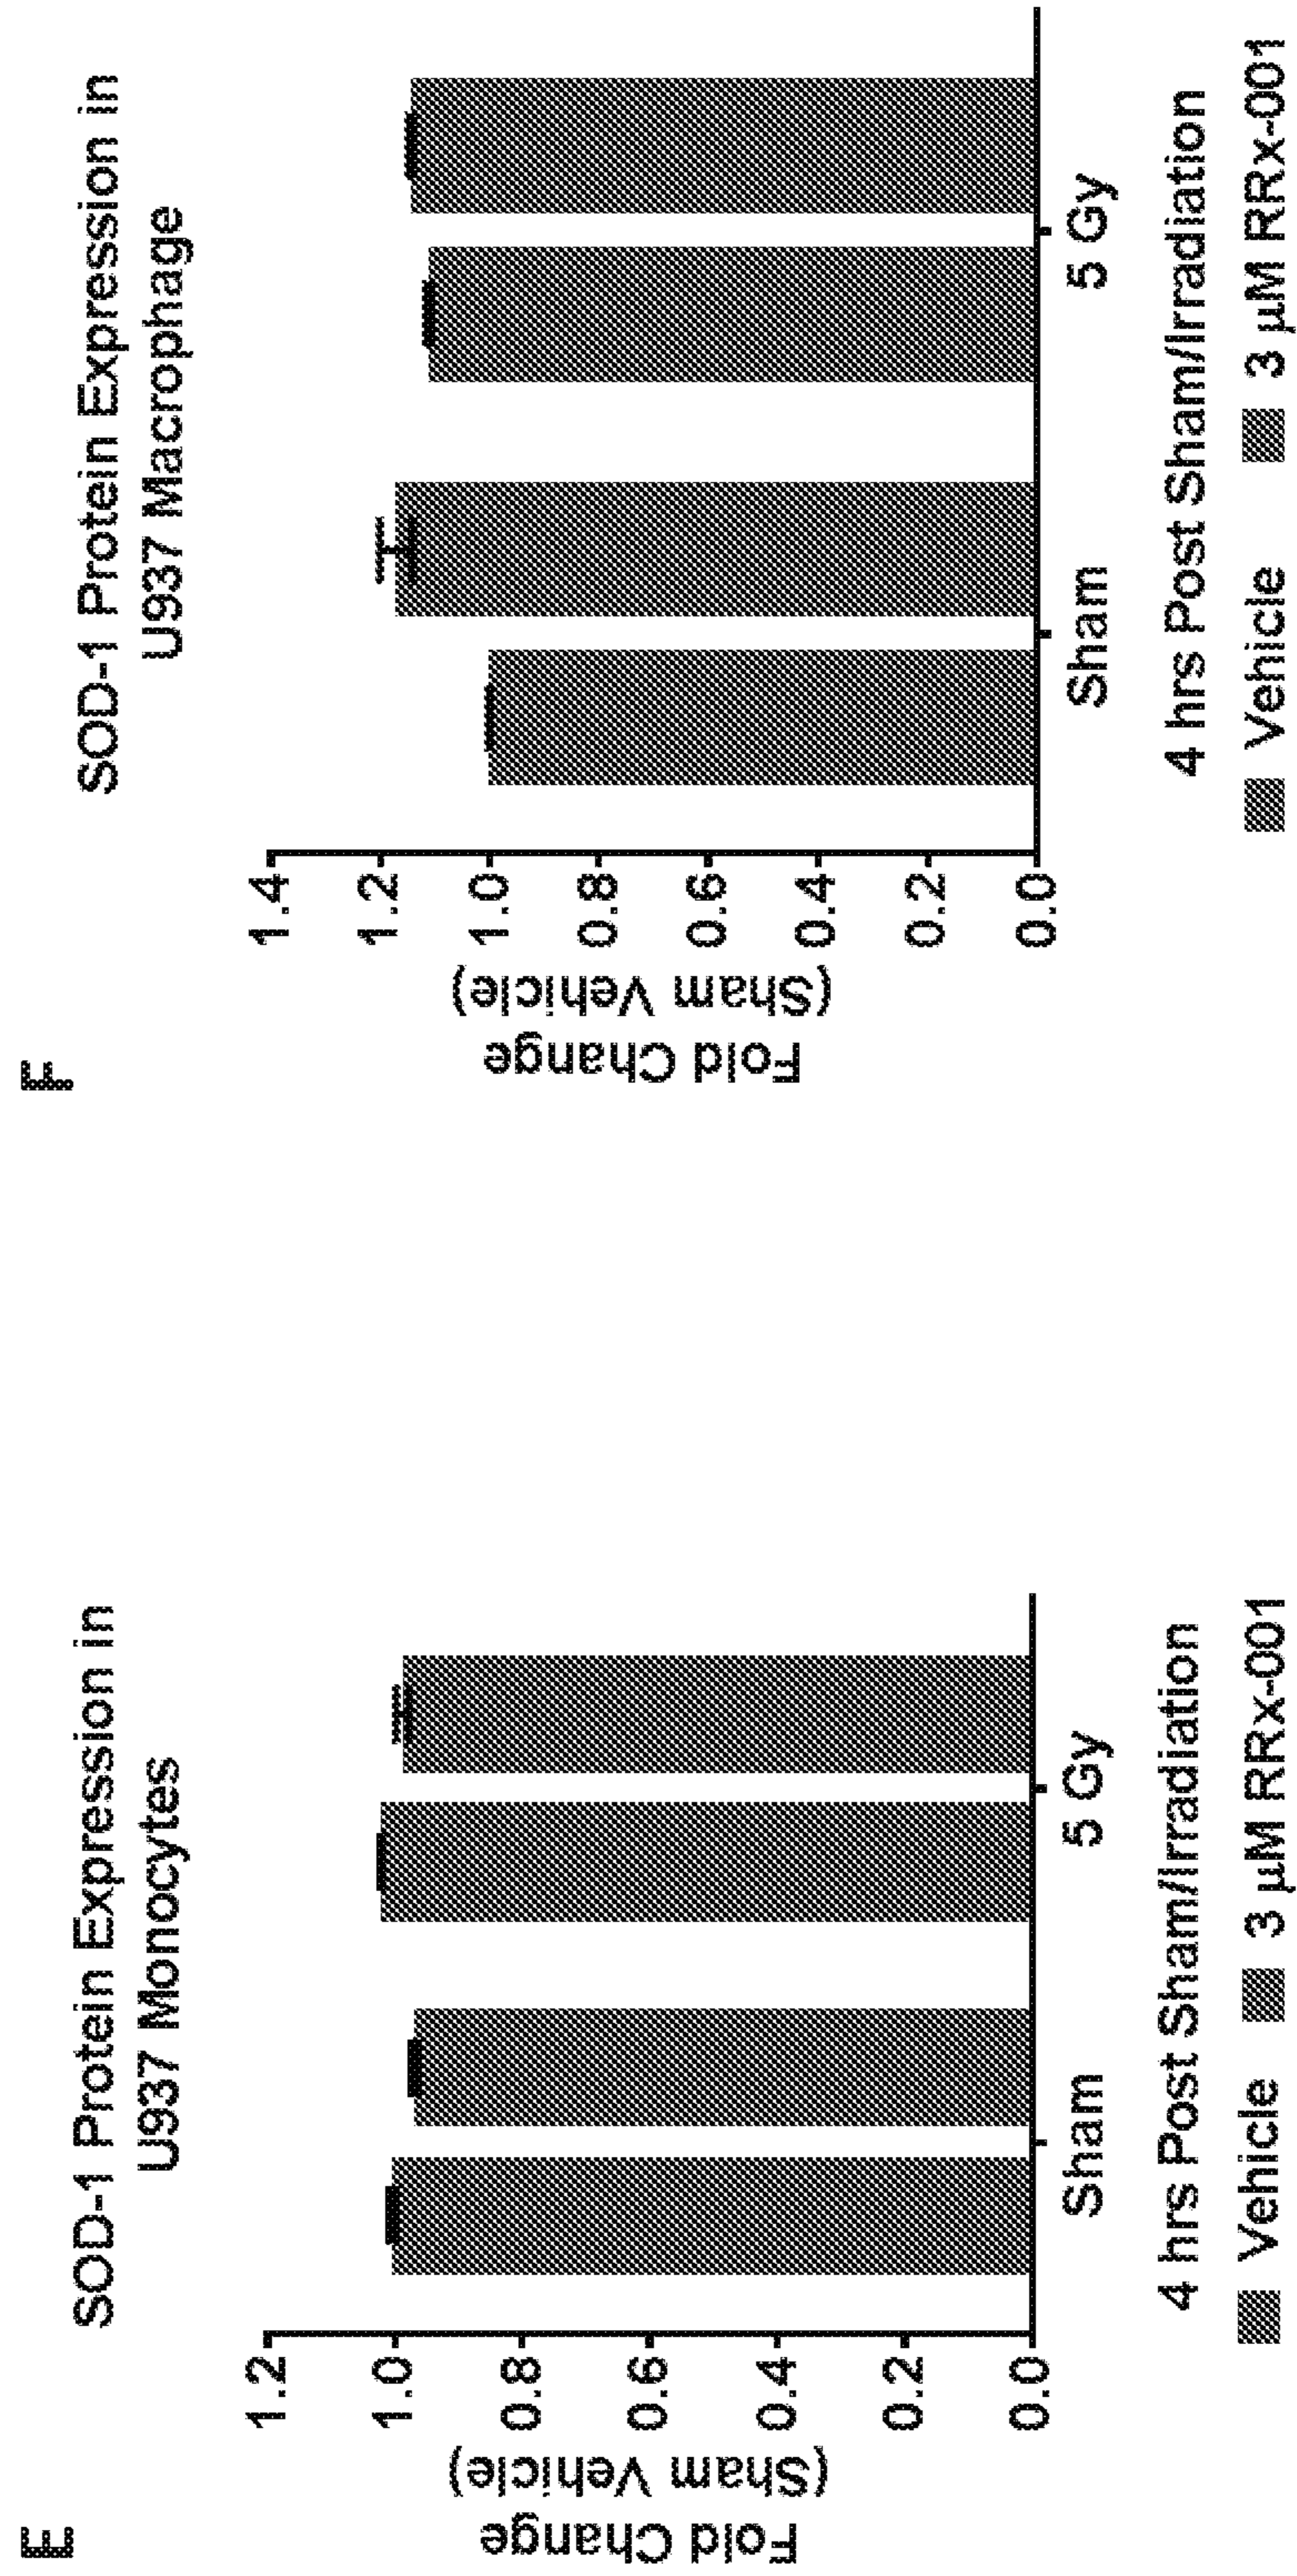 E
SOD-1 Protein Expression in
U937 Monocytes
Fold Change
(Sham Vehicle)
1.2
1.0
0.8
0.6
0.4
0.2
0.0
Sham
5 Gy
4 hrs Post Sham/Irradiation
Vehicle
3 µM RRx-001
F
SOD-1 Protein Expression in
U937 Macrophage
Fold Change
(Sham Vehicle)
1.4
1.2
1.0
0.8
0.6
0.4
0.2
0.0
Sham
5 Gy
4 hrs Post Sham/Irradiation
Vehicle
3 µM RRx-001